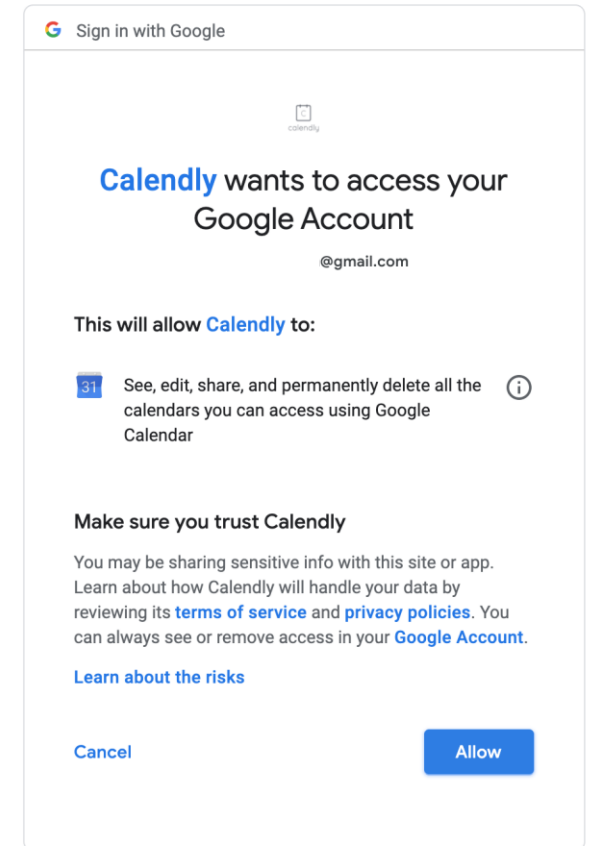 Sign in with Google
C
calendly
Calendly wants to access your
Google Account
@gmail.com
This will allow Calendly to:
31
See, edit, share, and permanently delete all the
calendars you can access using Google
Calendar
Make sure you trust Calendly
You may be sharing sensitive info with this site or app.
Learn about how Calendly will handle your data by
reviewing its terms of service and privacy policies. You
can always see or remove access in your Google Account.
Learn about the risks
Cancel
Allow